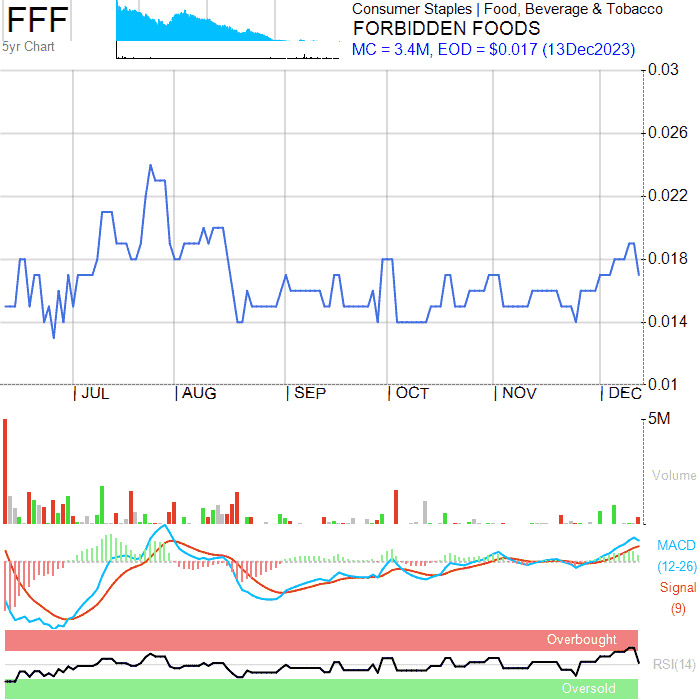 FFF
5yr Chart
Consumer Staples | Food, Beverage & Tobacco
FORBIDDEN FOODS
MC = 3.4M, EOD = $0.017 (13Dec2023)
0.03
0.026
0.022
0.018
0.014
0.01
JUL
AUG
SEP
OCT
NOV
DEC
5M
Volume
MACD
(12-26)
Signal
(9)
Overbought
RSI(14)
Oversold